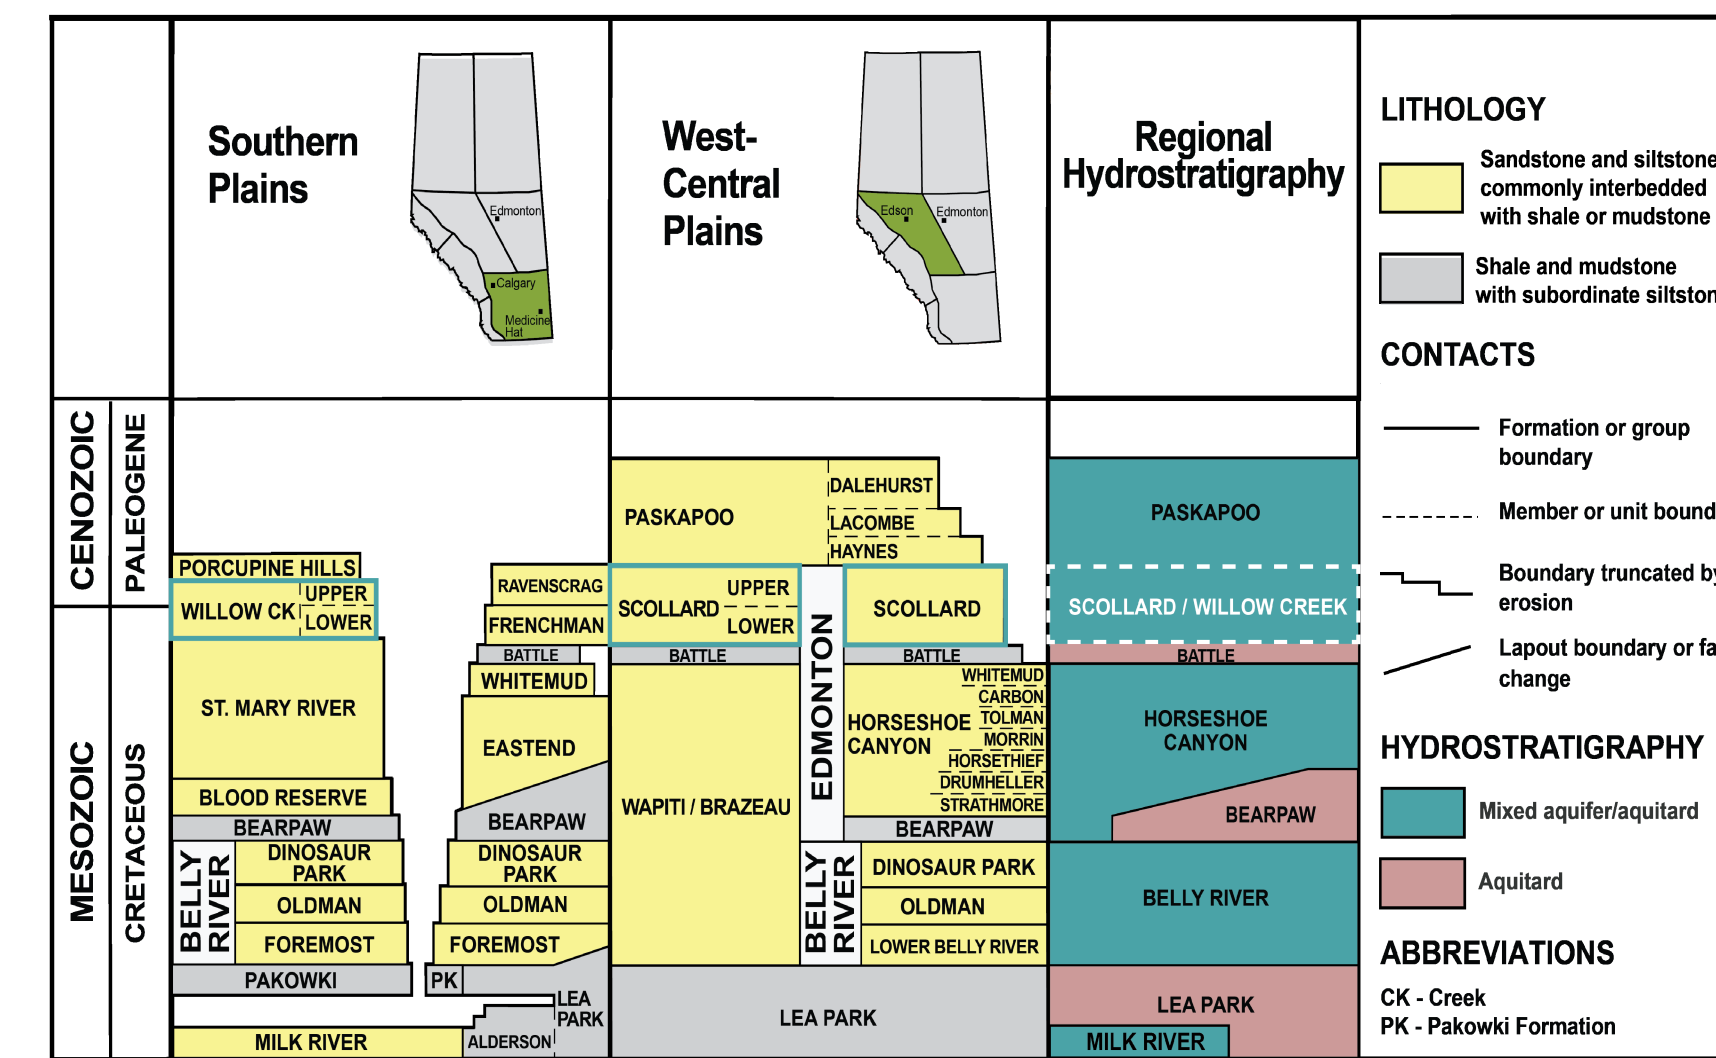 Southern
Plains
Edmonton
Calgary
Medicine
Hat
West-
Central
Plains
Edson
Edmonton
Regional
Hydrostratigraphy
LITHOLOGY
Sandstone and siltstone
commonly interbedded
with shale or mudstone
Shale and mudstone
with subordinate siltston
CONTACTS
Formation or group
boundary
Member or unit bound
Boundary truncated by
erosion
Lapout boundary or fa
change
HYDROSTRATIGRAPHY
Mixed aquifer/aquitard
Aquitard
ABBREVIATIONS
CK - Creek
PK - Pakowki Formation
CENOZOIC
PALEOGENE
MESOZOIC
CRETACEOUS
PORCUPINE HILLS
WILLOW CK
UPPER
LOWER
ST. MARY RIVER
BLOOD RESERVE
BEARPAW
BELLY
RIVER
DINOSAUR
PARK
OLDMAN
FOREMOST
PAKOWKI
MILK RIVER
RAVENSCRAG
FRENCHMAN
BATTLE
WHITEMUD
EASTEND
BEARPAW
DINOSAUR
PARK
OLDMAN
FOREMOST
PK
LEA
PARK
ALDERSON
PASKAPOO
DALEHURST
LACOMBE
HAYNES
SCOLLARD
UPPER
LOWER
BATTLE
WAPITI / BRAZEAU
EDMONTON
SCOLLARD
BATTLE
HORSESHOE
CANYON
WHITEMUD
CARBON
TOLMAN
MORRIN
HORSETHIEF
DRUMHELLER
STRATHMORE
BEARPAW
BELLY
RIVER
DINOSAUR PARK
OLDMAN
LOWER BELLY RIVER
LEA PARK
PASKAPOO
SCOLLARD / WILLOW CREEK
BATTLE
HORSESHOE
CANYON
BEARPAW
BELLY RIVER
LEA PARK
MILK RIVER